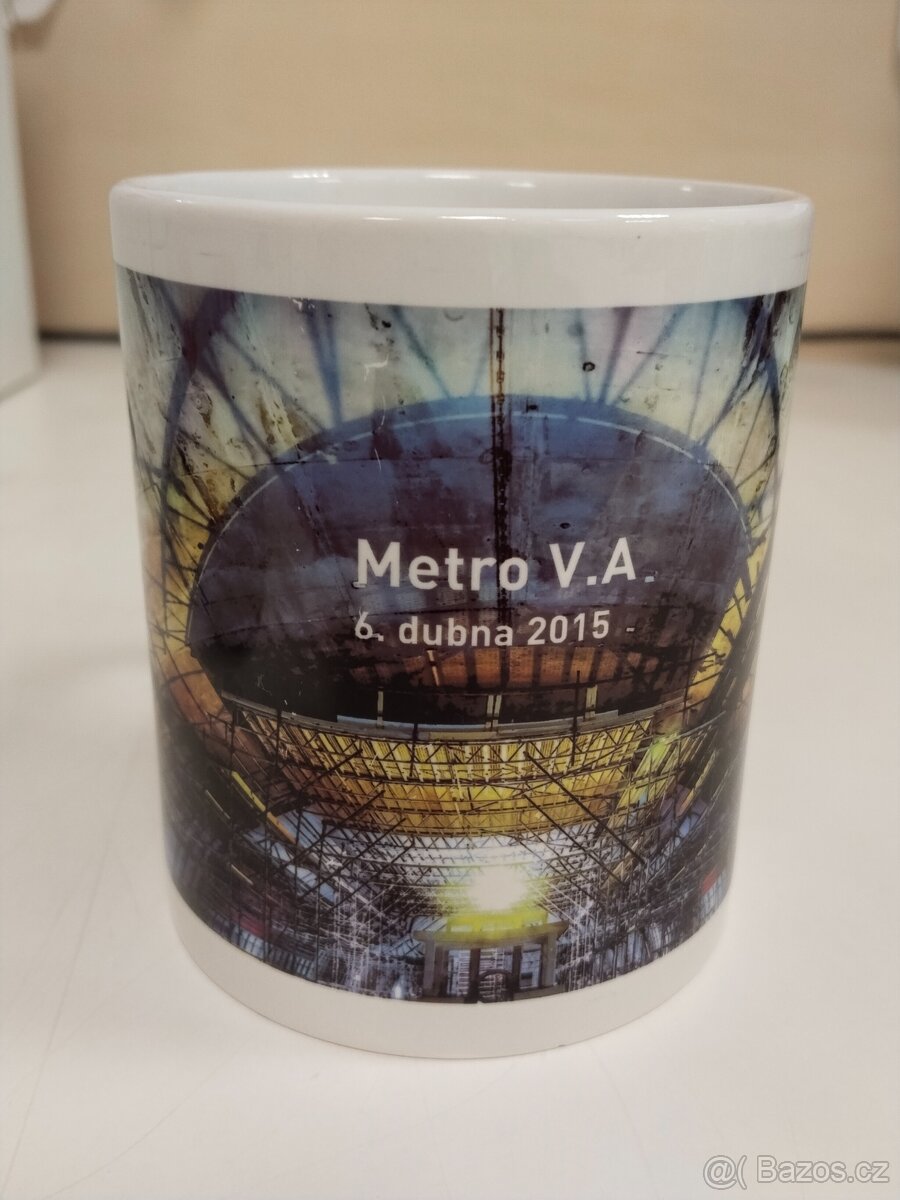 Metro V.A
6. dubna 2015
@( Bazos.cz